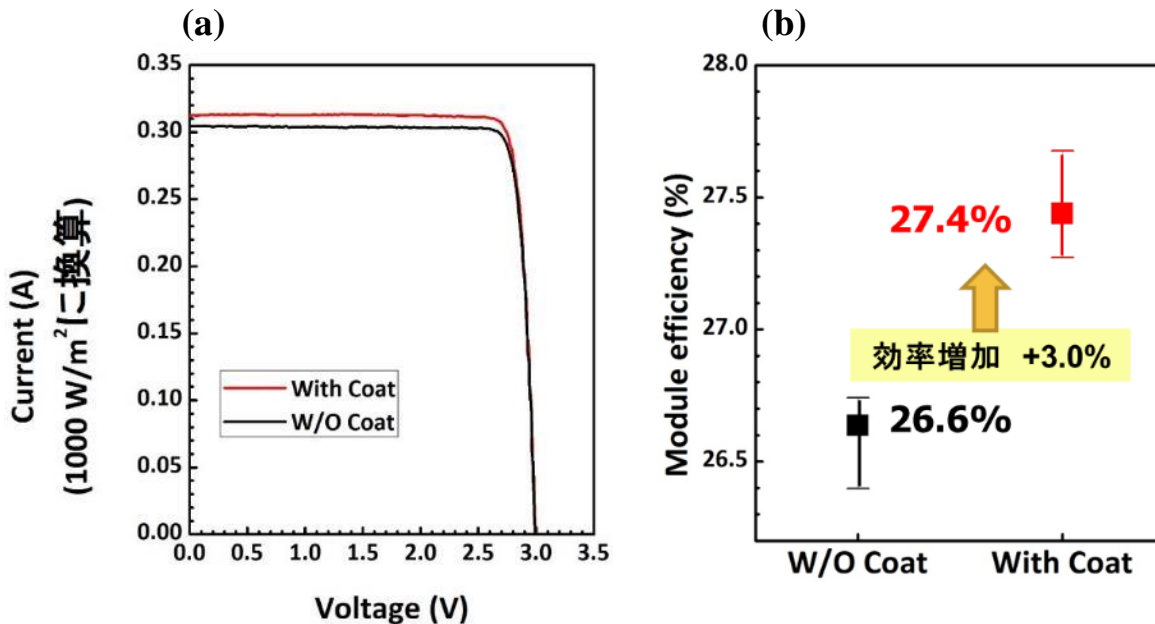 (a)
0.35
0.30
0.25
0.20
0.15
0.10
0.05
0.00
Current (A)
(1000 W/m²に換算)
With Coat
W/O Coat
0.0 0.5 1.0 1.5 2.0 2.5 3.0 3.5
Voltage (V)
(b)
28.0
27.5
27.0
26.5
Module efficiency (%)
27.4%
効率増加 +3.0%
26.6%
W/O Coat With Coat